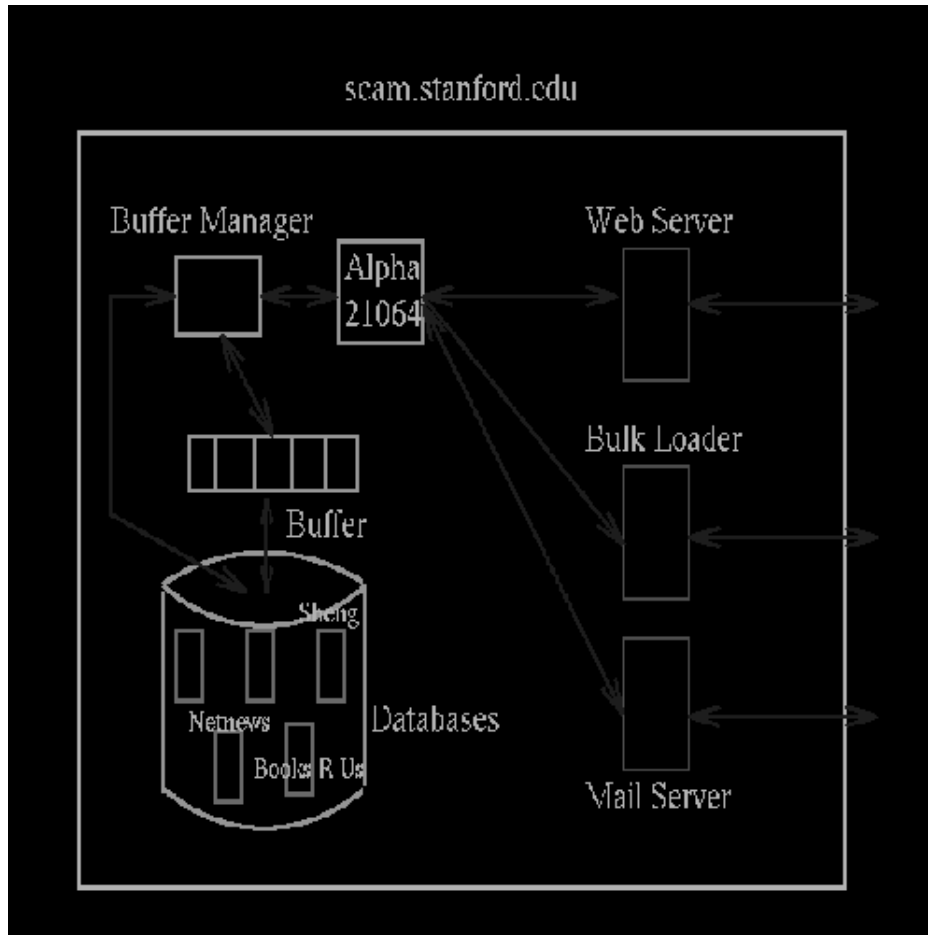 scam.stanford.edu
Buffer Manager
Web Server
Alpha
21064
Bulk Loader
Buffer
Sheng
Netnews
Databases
Books R Us
Mail Server